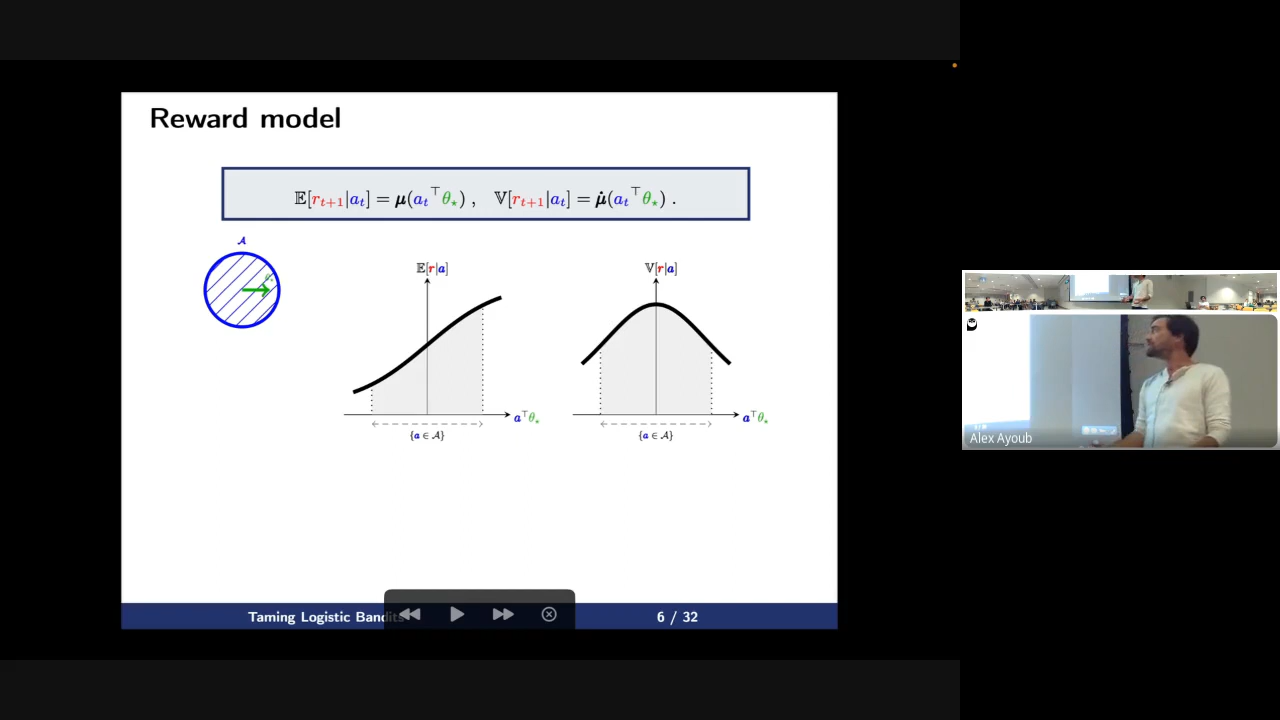 Reward model
𝔼[r_{t+1}|a_t] = μ(a_t^⊤θ_⋆) , 𝕍[r_{t+1}|a_t] = μ̇(a_t^⊤θ_⋆) .
𝒜
𝔼[r|a]
𝕍[r|a]
a^⊤θ_⋆
a^⊤θ_⋆
{a ∈ 𝒜}
{a ∈ 𝒜}
Alex Ayoub
Taming Logistic Bandits
6 / 32